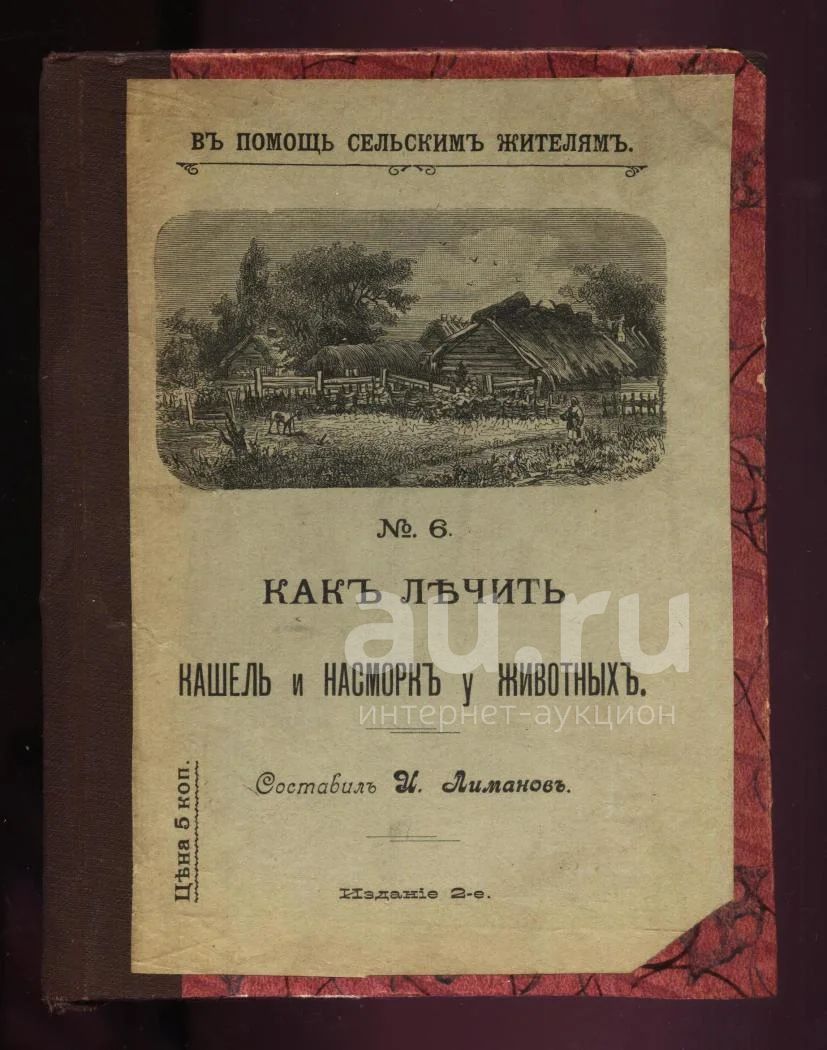 ВЪ ПОМОЩЬ СЕЛЬСКИМЪ ЖИТЕЛЯМЪ.
№. 6.
КАКЪ ЛѢЧИТЬ
КАШЕЛЬ и НАСМОРКЪ у ЖИВОТНЫХЪ.
Составилъ И. Лимановъ.
Цѣна 5 коп.
Изданіе 2-е.
au.ru
интернет-аукцион